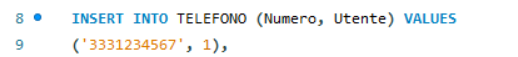 8 INSERT INTO TELEFONO (Numero, Utente) VALUES
9 ('3331234567', 1),